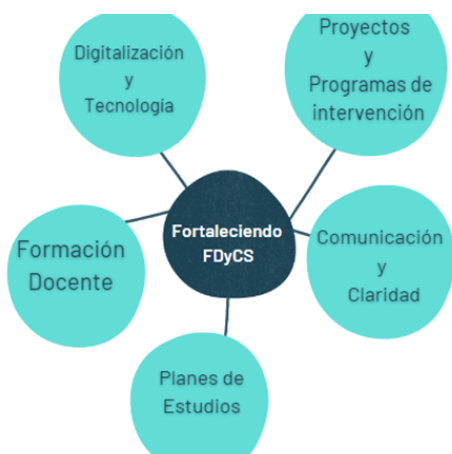 Digitalización
y
Tecnología
Proyectos
y
Programas de
intervención
Fortaleciendo
FDyCS
Formación
Docente
Comunicación
y
Claridad
Planes de
Estudios